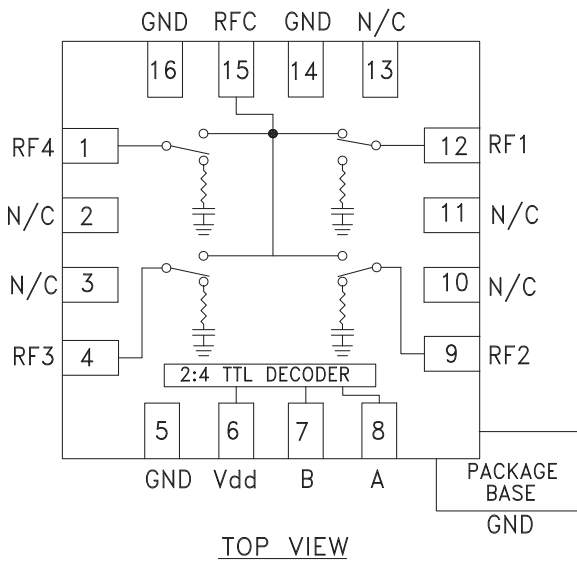 GND RFC GND N/C
16 15 14 13
RF4 1 12 RF1
N/C 2 11 N/C
N/C 3 10 N/C
RF3 4 9 RF2
2:4 TTL DECODER
5 6 7 8
GND Vdd B A
PACKAGE
BASE
GND
TOP VIEW